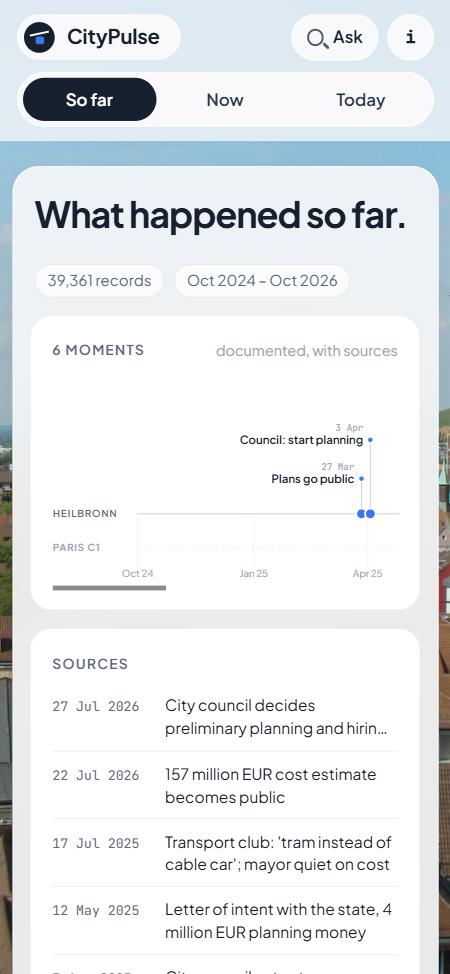 CityPulse
Ask
i
So far
Now
Today
What happened so far.
39,361 records
Oct 2024 – Oct 2026
6 MOMENTS
documented, with sources
3 Apr
Council: start planning
27 Mar
Plans go public
HEILBRONN
PARIS C1
Oct 24
Jan 25
Apr 25
SOURCES
27 Jul 2026
City council decides
preliminary planning and hirin...
22 Jul 2026
157 million EUR cost estimate
becomes public
17 Jul 2025
Transport club: 'tram instead of
cable car'; mayor quiet on cost
12 May 2025
Letter of intent with the state, 4
million EUR planning money